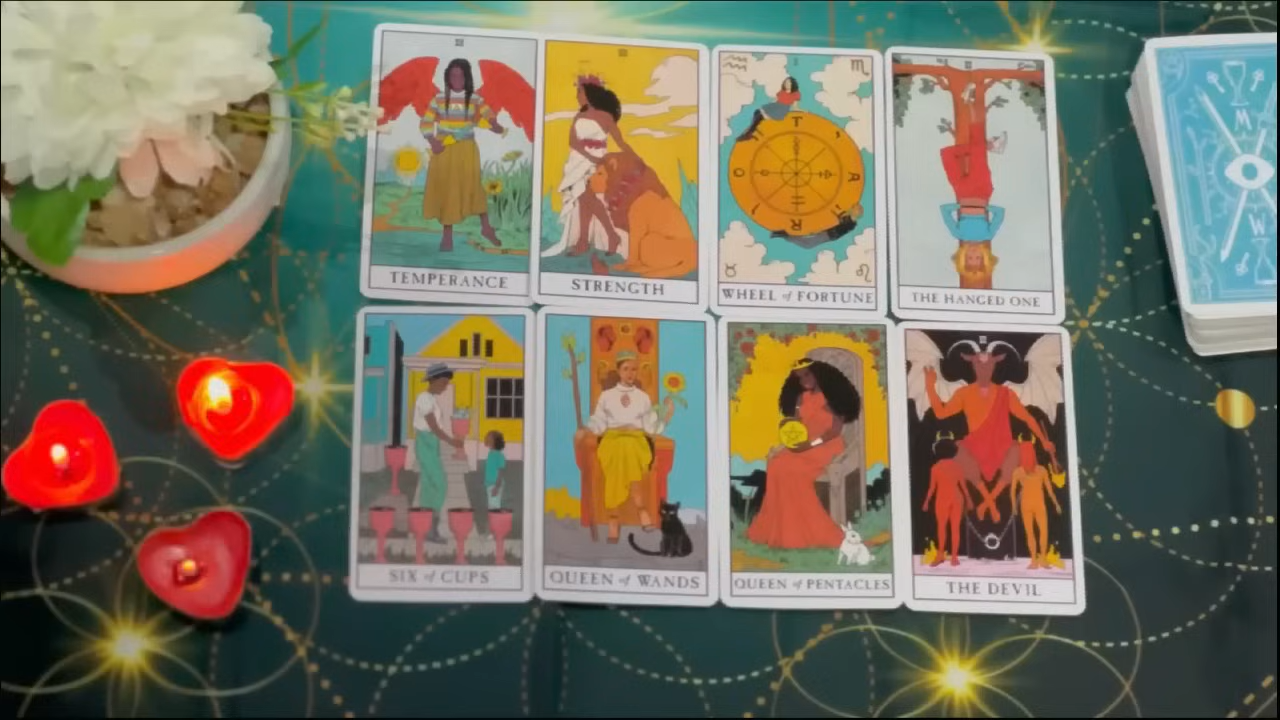 TEMPERANCE
STRENGTH
WHEEL of FORTUNE
THE HANGED ONE
SIX of CUPS
QUEEN of WANDS
QUEEN of PENTACLES
THE DEVIL
T
A
R
O
M
W